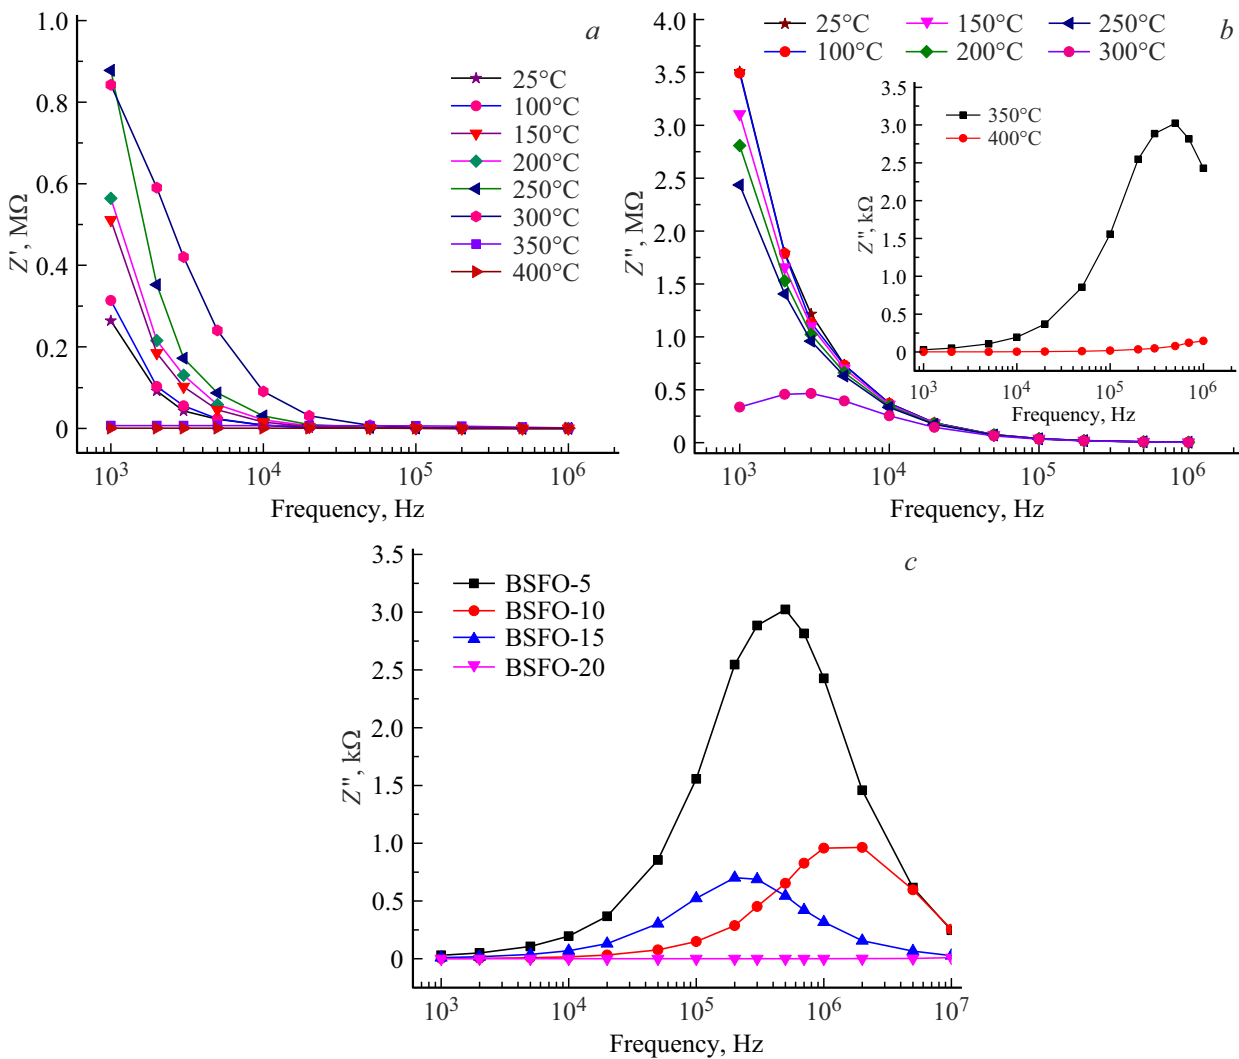 a
1.0
0.8
0.6
0.4
0.2
0
Z', MΩ
25°C
100°C
150°C
200°C
250°C
300°C
350°C
400°C
10³ 10⁴ 10⁵ 10⁶
Frequency, Hz
b
4.0
3.5
3.0
2.5
2.0
1.5
1.0
0.5
0
Z'', MΩ
25°C 150°C 250°C
100°C 200°C 300°C
3.5
3.0
2.5
2.0
1.5
1.0
0.5
0
Z'', kΩ
350°C
400°C
10³ 10⁴ 10⁵ 10⁶
Frequency, Hz
10³ 10⁴ 10⁵ 10⁶
Frequency, Hz
c
3.5
3.0
2.5
2.0
1.5
1.0
0.5
0
Z'', kΩ
BSFO-5
BSFO-10
BSFO-15
BSFO-20
10³ 10⁴ 10⁵ 10⁶ 10⁷
Frequency, Hz